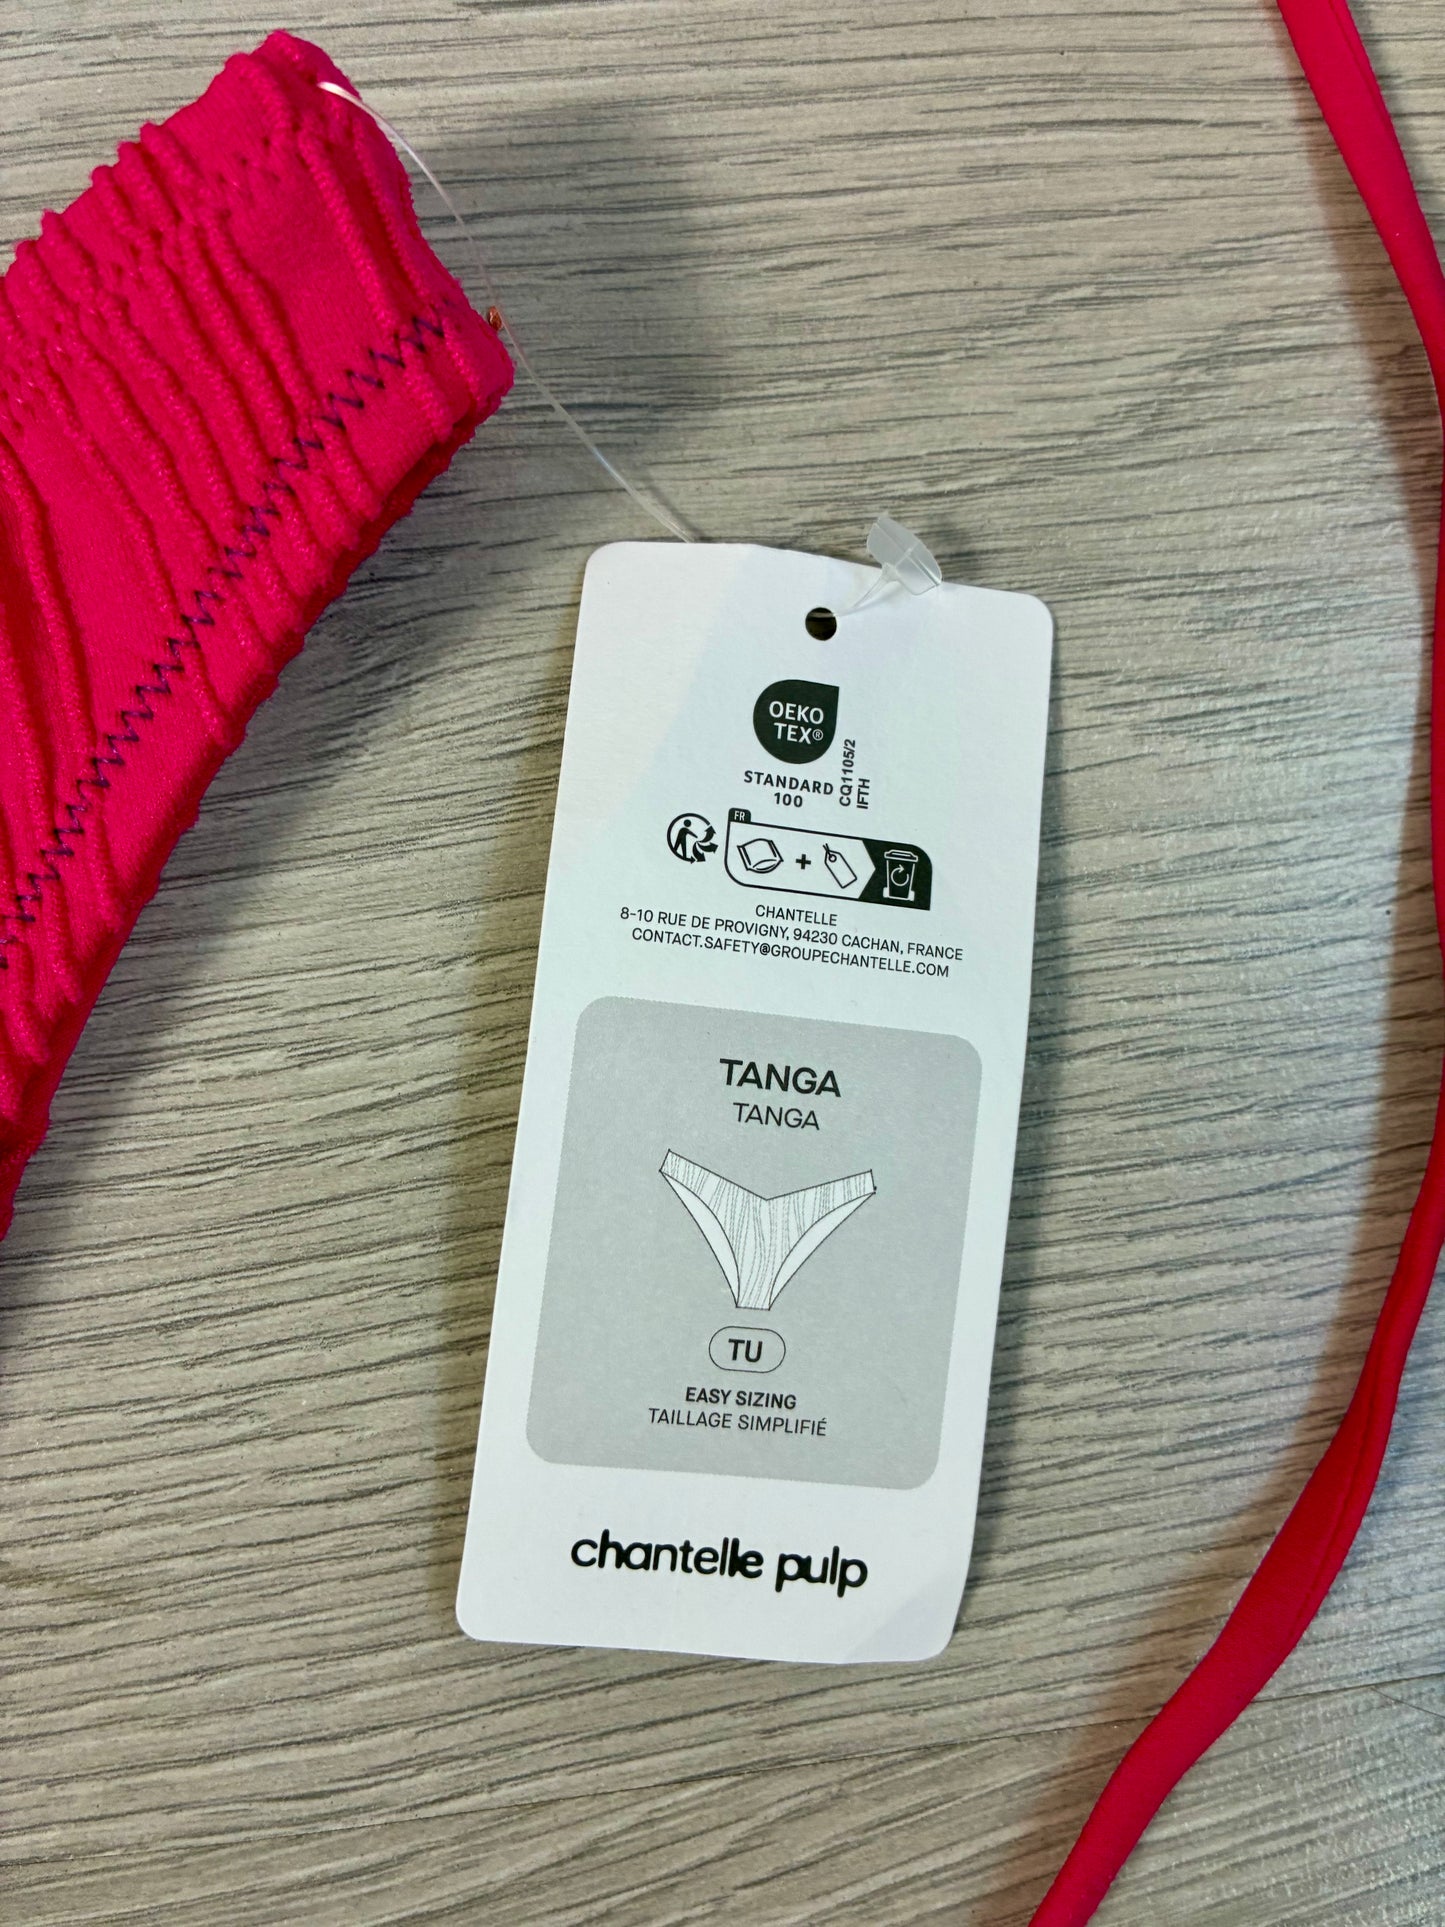 OEKO
TEX®
STANDARD
100
CQ1105/2
IFTH
FR
CHANTELLE
8-10 RUE DE PROVIGNY, 94230 CACHAN, FRANCE
CONTACT.SAFETY@GROUPECHANTELLE.COM
TANGA
TANGA
TU
EASY SIZING
TAILLAGE SIMPLIFIÉ
chantelle pulp